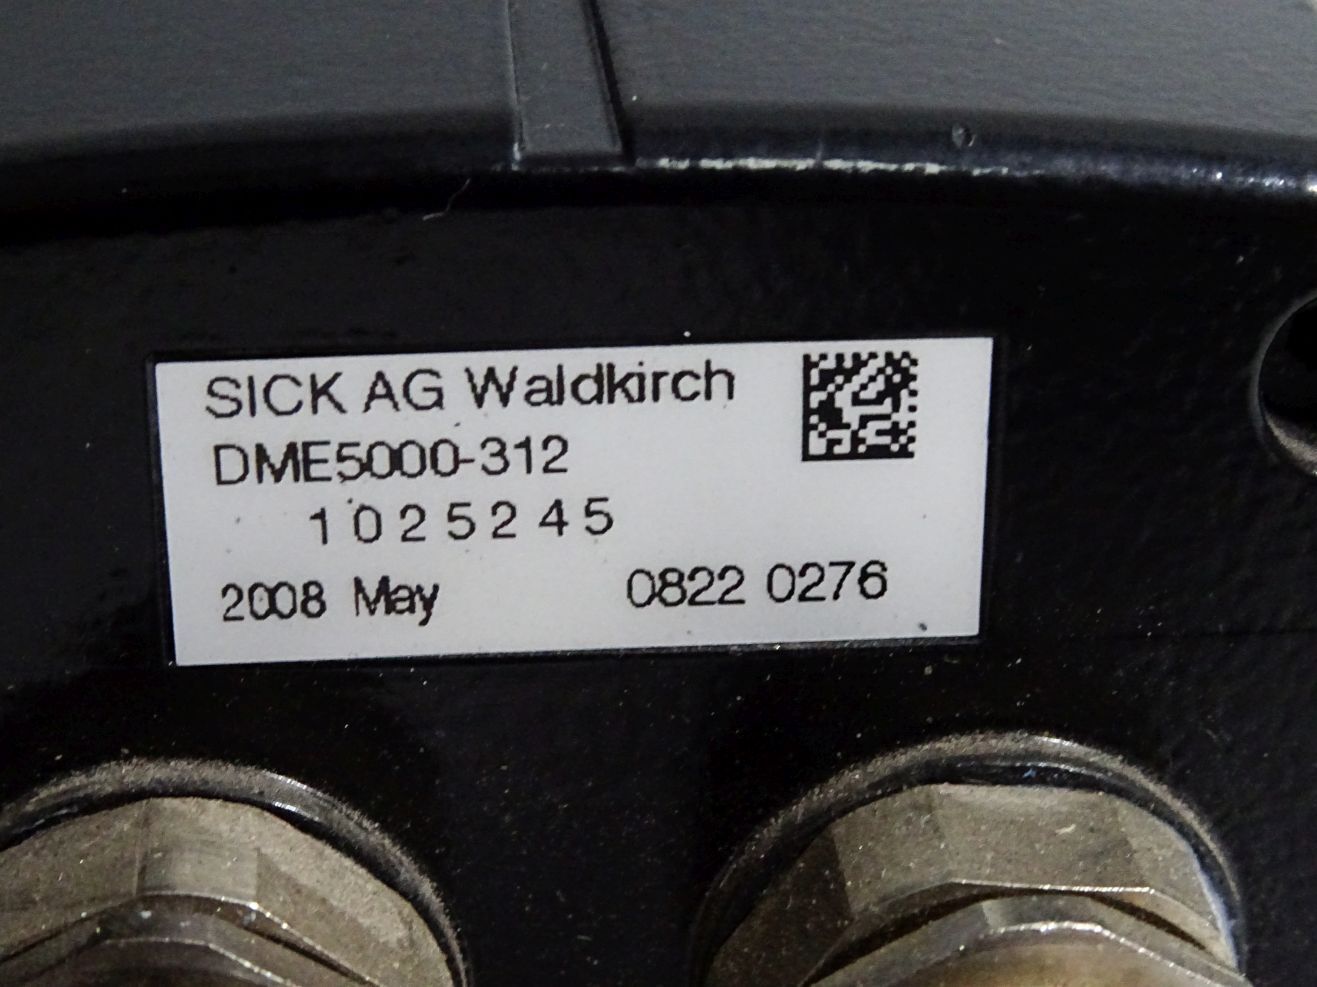 SICK AG Waldkirch
DME5000-312
1025245
2008 May 0822 0276